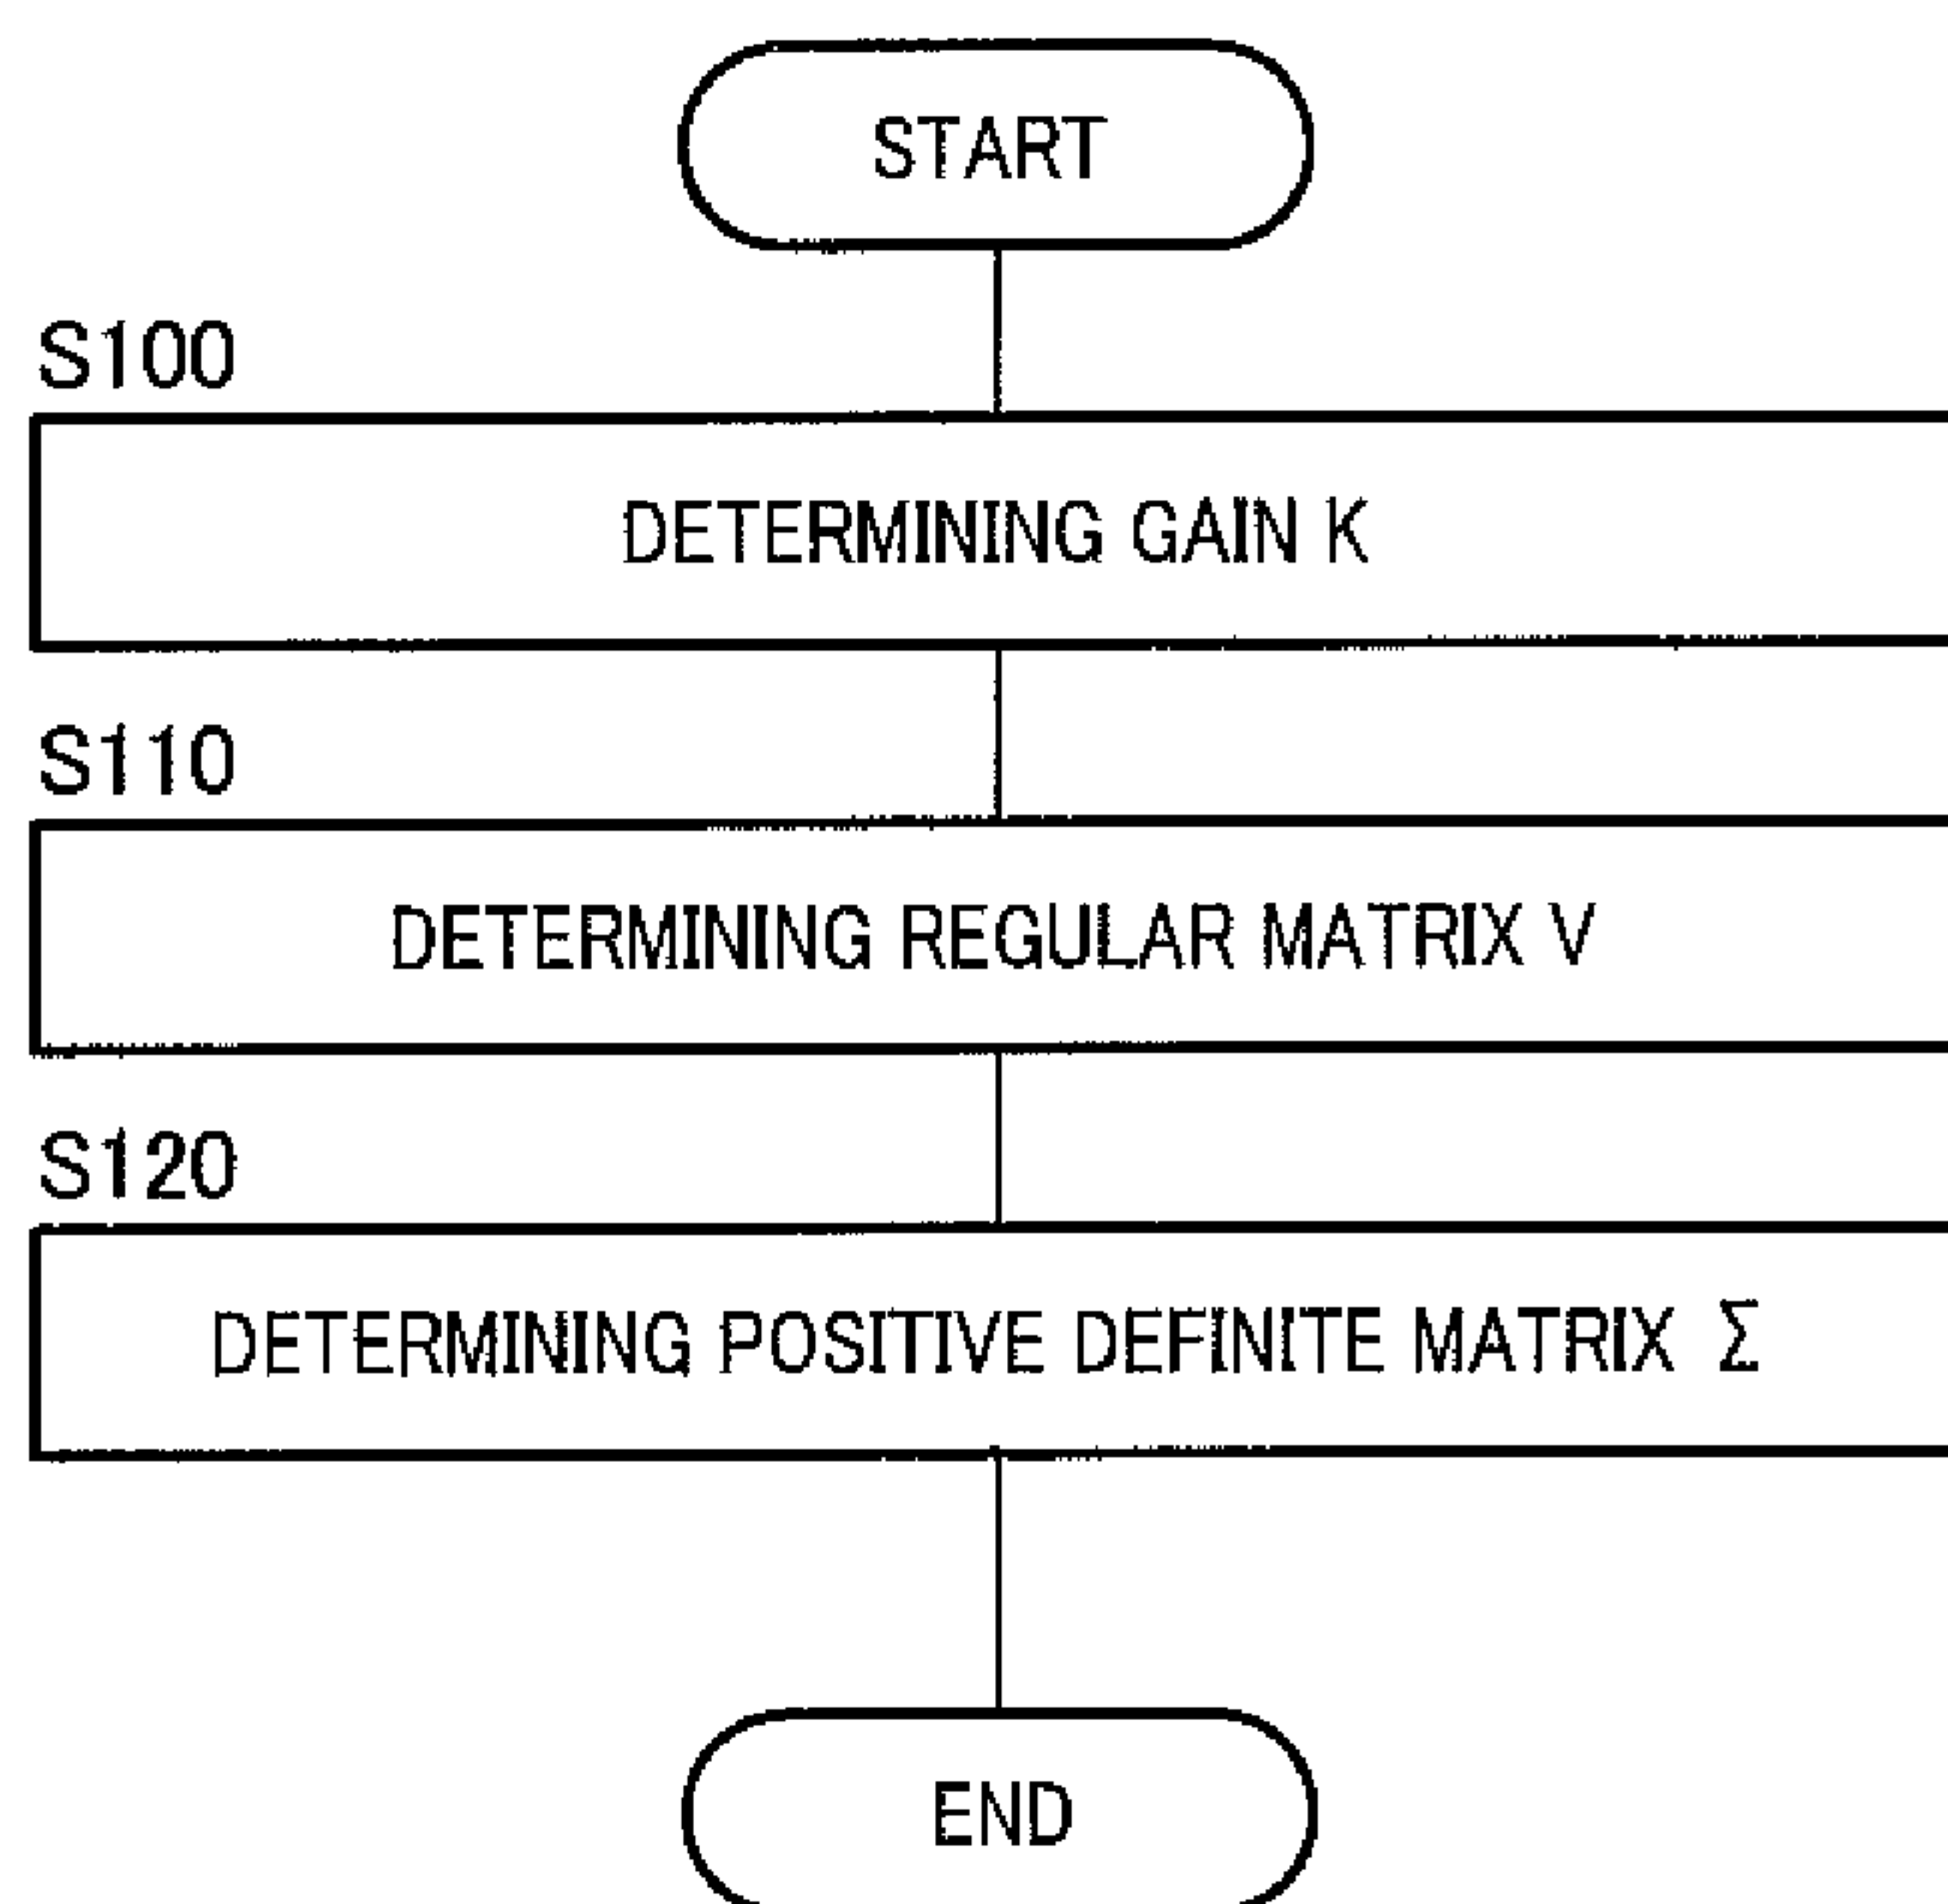 START
S100
DETERMINING GAIN K
S110
DETERMINING REGULAR MATRIX V
S120
DETERMINING POSITIVE DEFINITE MATRIX Σ
END